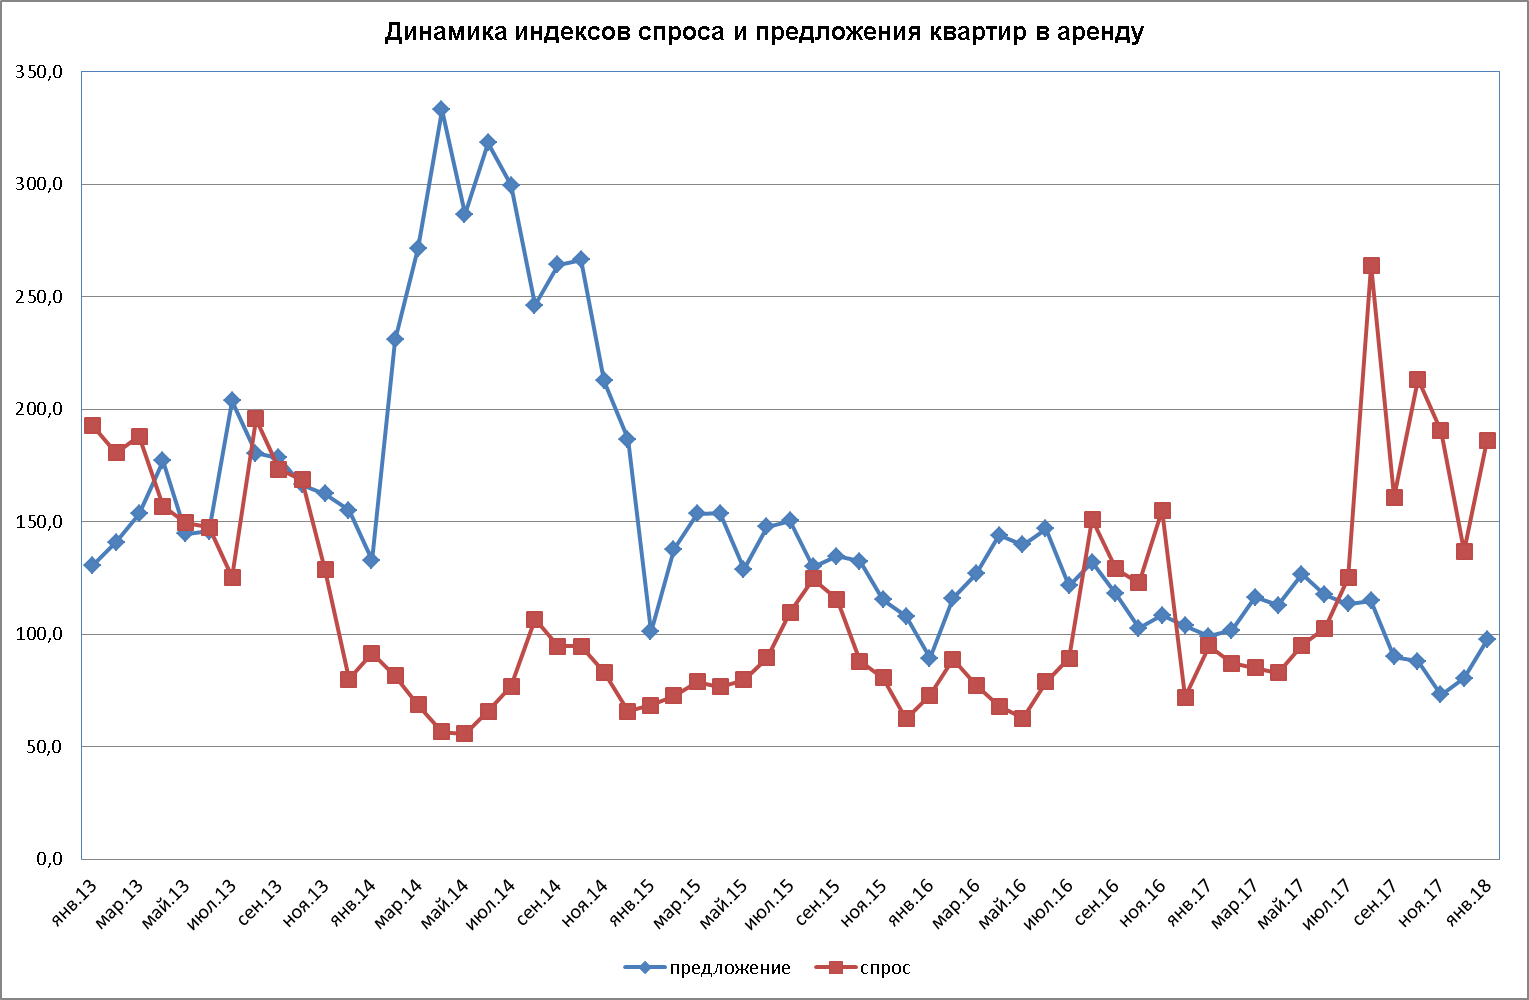 Динамика индексов спроса и предложения квартир в аренду
350,0
300,0
250,0
200,0
150,0
100,0
50,0
0,0
янв.13 мар.13 май.13 июл.13 сен.13 ноя.13 янв.14 мар.14 май.14 июл.14 сен.14 ноя.14 янв.15 мар.15 май.15 июл.15 сен.15 ноя.15 янв.16 мар.16 май.16 июл.16 сен.16 ноя.16 янв.17 мар.17 май.17 июл.17 сен.17 ноя.17 янв.18
предложение спрос